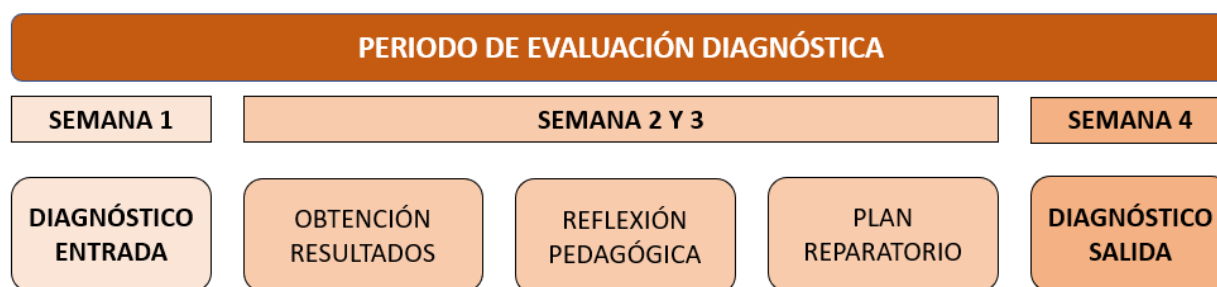 PERIODO DE EVALUACIÓN DIAGNÓSTICA
SEMANA 1
SEMANA 2 Y 3
SEMANA 4
DIAGNÓSTICO
ENTRADA
OBTENCIÓN
RESULTADOS
REFLEXIÓN
PEDAGÓGICA
PLAN
REPARATORIO
DIAGNÓSTICO
SALIDA